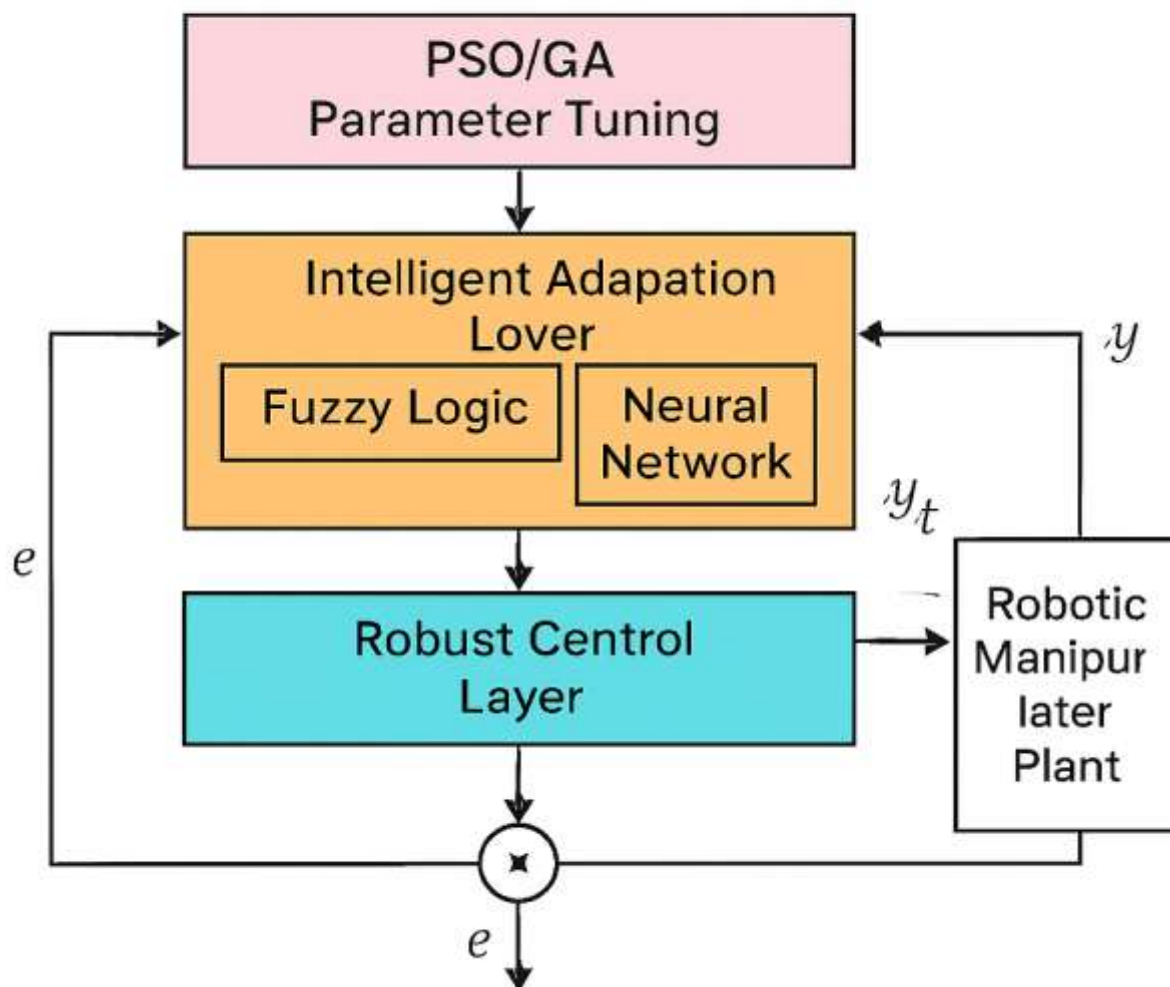 PSO/GA
Parameter Tuning
Intelligent Adapation
Lover
Fuzzy Logic
Neural
Network
y
y_t
e
Robust Centrol
Layer
Robotic
Manipur
later
Plant
e